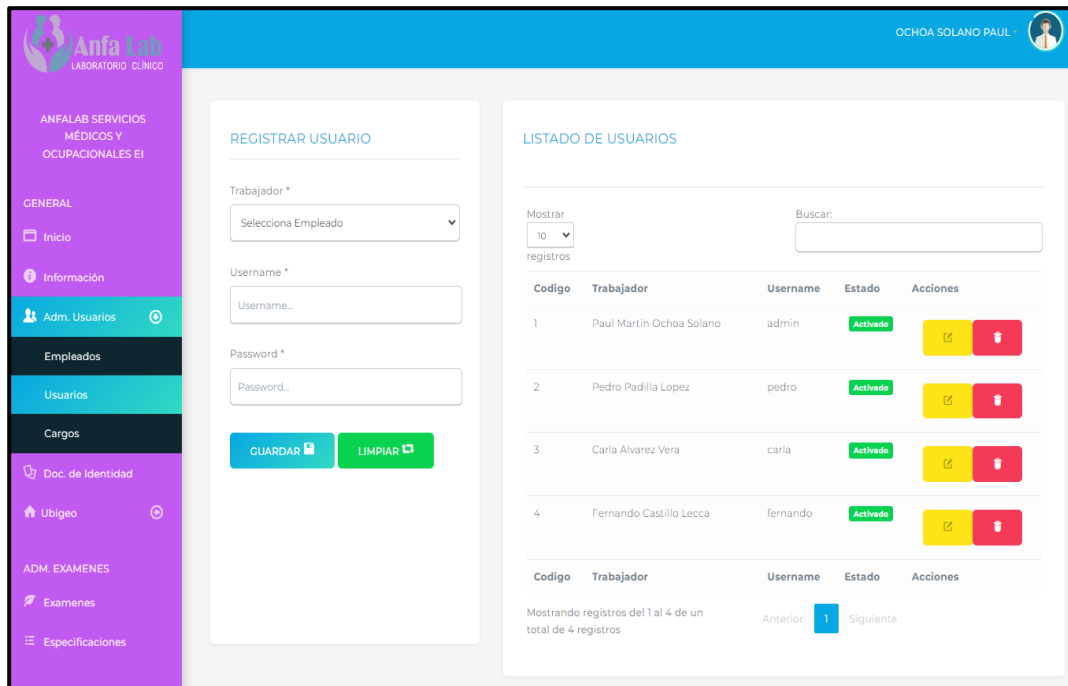 Anfa Lab
LABORATORIO CLÍNICO
OCHOA SOLANO PAUL
ANFALAB SERVICIOS
MÉDICOS Y
OCUPACIONALES EI
GENERAL
Inicio
Información
Adm. Usuarios
Empleados
Usuarios
Cargos
Doc. de Identidad
Ubigeo
ADM. EXAMENES
Examenes
Especificaciones
REGISTRAR USUARIO
Trabajador *
Selecciona Empleado
Username *
Username...
Password *
Password...
GUARDAR
LIMPIAR
LISTADO DE USUARIOS
Mostrar
10
registros
Buscar:
Codigo Trabajador Username Estado Acciones
1 Paul Martin Ochoa Solano admin Activado
2 Pedro Padilla Lopez pedro Activado
3 Carla Alvarez Vera carla Activado
4 Fernando Castillo Lecca fernando Activado
Codigo Trabajador Username Estado Acciones
Mostrando registros del 1 al 4 de un
total de 4 registros
Anterior 1 Siguiente